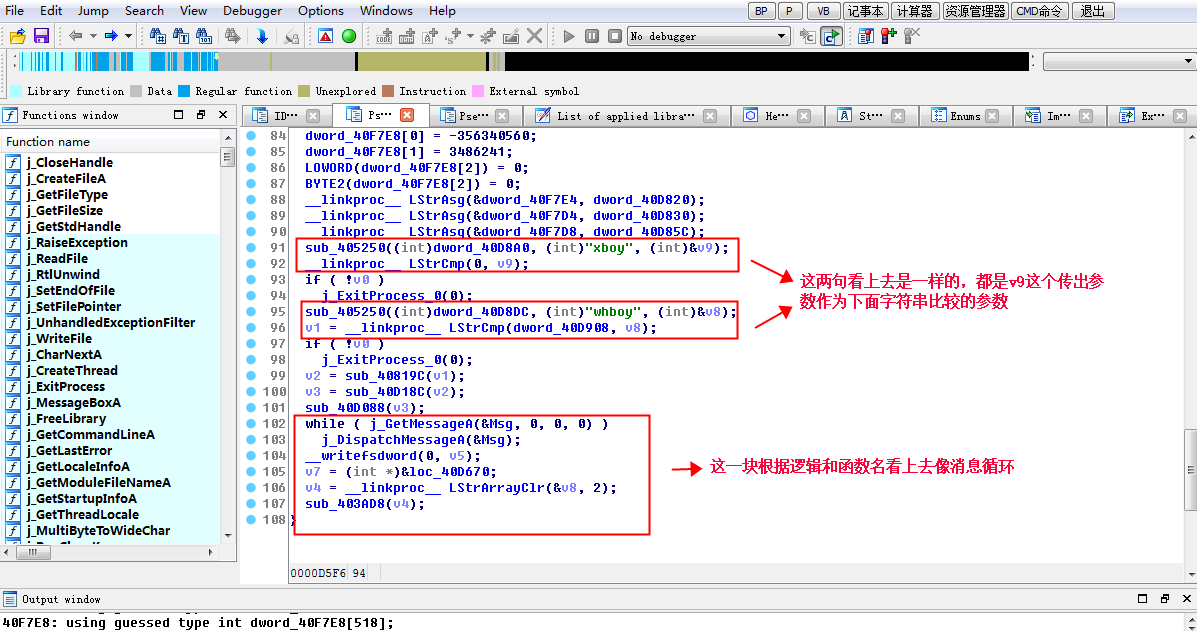 File Edit Jump Search View Debugger Options Windows Help BP P VB 记事本 计算器 资源管理器 CMD命令 退出
No debugger
Library function Data Regular function Unexplored Instruction External symbol
Functions window
ID··· Ps··· Pse··· List of applied libra··· He··· St··· Enums Im··· Ex···
Function name
j_CloseHandle
j_CreateFileA
j_GetFileType
j_GetFileSize
j_GetStdHandle
j_RaiseException
j_ReadFile
j_RtlUnwind
j_SetEndOfFile
j_SetFilePointer
j_UnhandledExceptionFilter
j_WriteFile
j_CharNextA
j_CreateThread
j_ExitProcess
j_MessageBoxA
j_FreeLibrary
j_GetCommandLineA
j_GetLastError
j_GetLocaleInfoA
j_GetModuleFileNameA
j_GetStartupInfoA
j_GetThreadLocale
j_MultiByteToWideChar
84 dword_40F7E8[0] = -356340560;
85 dword_40F7E8[1] = 3486241;
86 LOWORD(dword_40F7E8[2]) = 0;
87 BYTE2(dword_40F7E8[2]) = 0;
88 __linkproc__ LStrAsg(&dword_40F7E4, dword_40D820);
89 __linkproc__ LStrAsg(&dword_40F7D4, dword_40D830);
90 __linkproc__ LStrAsg(&dword_40F7D8, dword_40D85C);
91 sub_405250((int)dword_40D8A0, (int)"xboy", (int)&v9);
92 __linkproc__ LStrCmp(0, v9);
93 if ( !v0 )
94 j_ExitProcess_0(0);
95 sub_405250((int)dword_40D8DC, (int)"whboy", (int)&v8);
96 v1 = __linkproc__ LStrCmp(dword_40D908, v8);
97 if ( !v0 )
98 j_ExitProcess_0(0);
99 v2 = sub_40819C(v1);
100 v3 = sub_40D18C(v2);
101 sub_40D088(v3);
102 while ( j_GetMessageA(&Msg, 0, 0, 0) )
103 j_DispatchMessageA(&Msg);
104 __writefsdword(0, v5);
105 v7 = (int *)&loc_40D670;
106 v4 = __linkproc__ LStrArrayClr(&v8, 2);
107 sub_403AD8(v4);
108 }
这两句看上去是一样的，都是v9这个传出参
数作为下面字符串比较的参数
这一块根据逻辑和函数名看上去像消息循环
0000D5F6 94
Output window
40F7E8: using guessed type int dword_40F7E8[518];